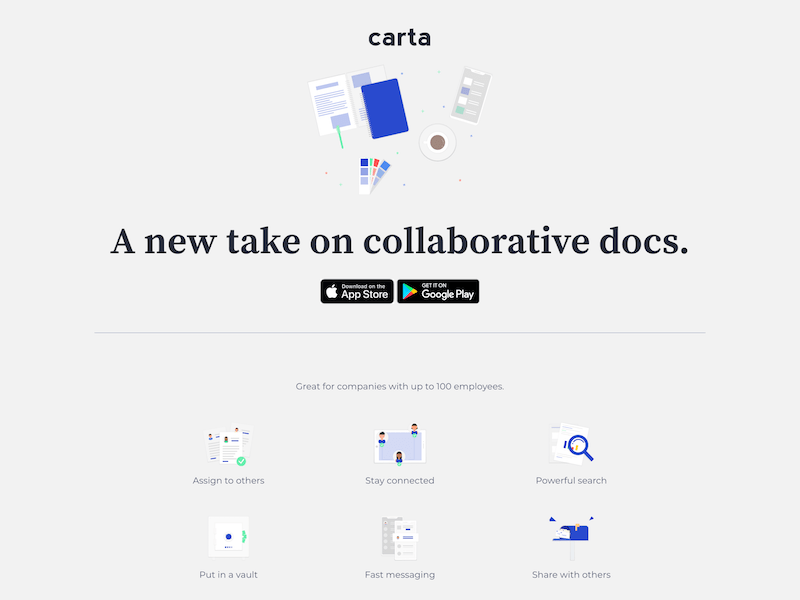 carta
A new take on collaborative docs.
Download on the
App Store
GET IT ON
Google Play
Great for companies with up to 100 employees.
Assign to others
Stay connected
Powerful search
Put in a vault
Fast messaging
Share with others